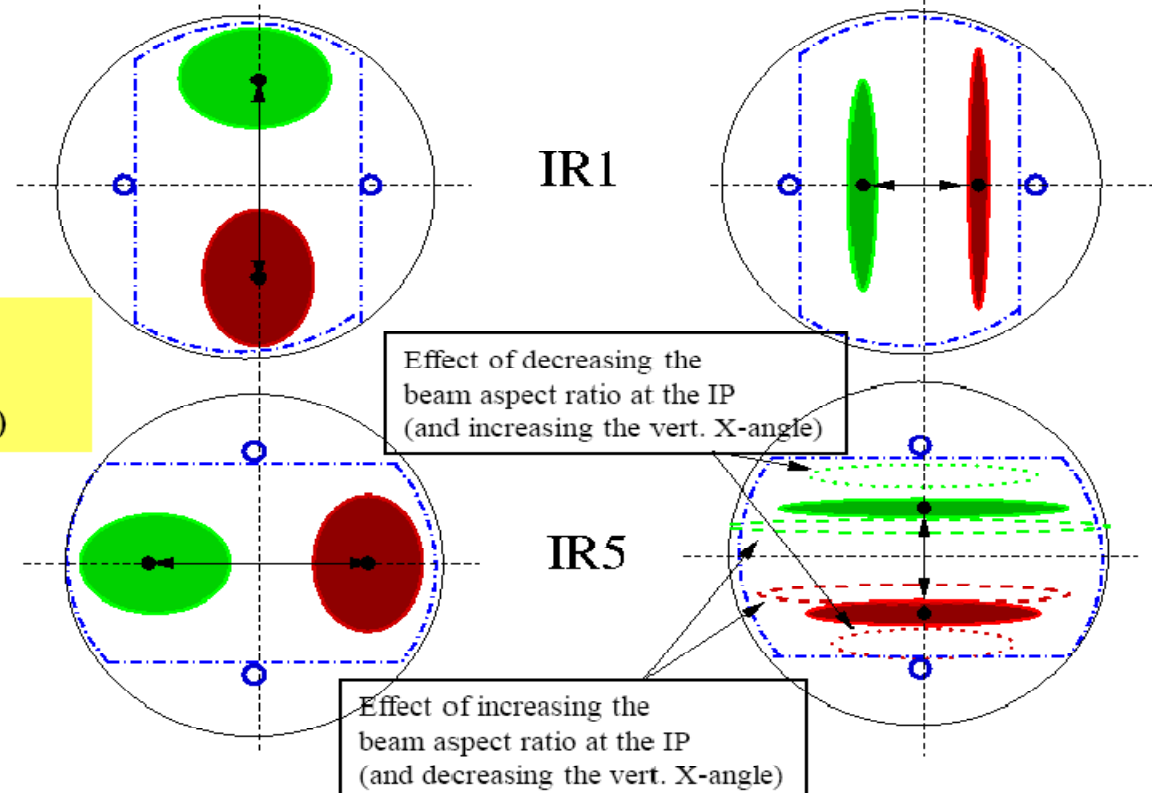 IR1
)
Effect of decreasing the
beam aspect ratio at the IP
(and increasing the vert. X-angle)
IR5
Effect of increasing the
beam aspect ratio at the IP
(and decreasing the vert. X-angle)